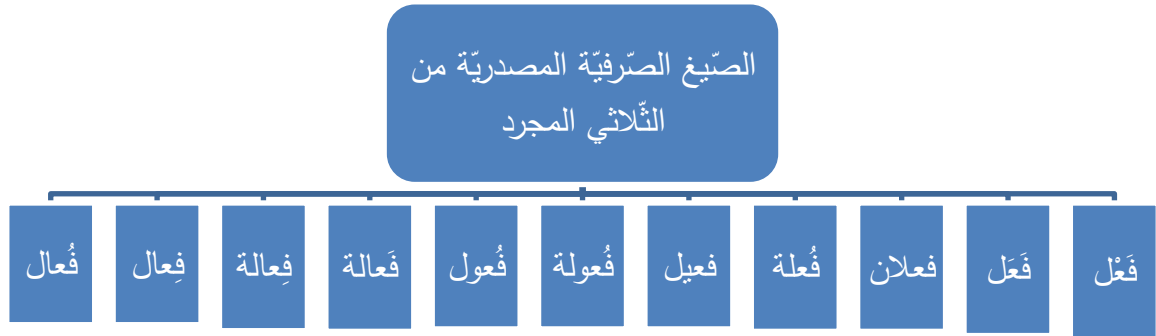 الصّيغ الصّرفيّة المصدريّة من
الثّلاثي المجرد
فَعْل
فَعَل
فعلان
فُعلة
فعيل
فُعولة
فُعول
فَعالة
فِعالة
فِعال
فُعال